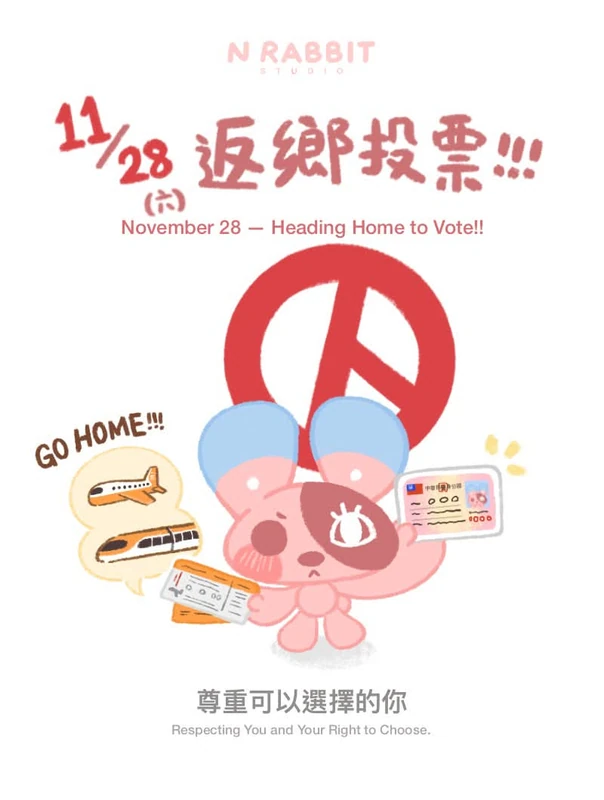 N RABBIT
STUDIO
11/28
(六)
返鄉投票!!!
November 28 — Heading Home to Vote!!
GO HOME!!!
尊重可以選擇的你
Respecting You and Your Right to Choose.